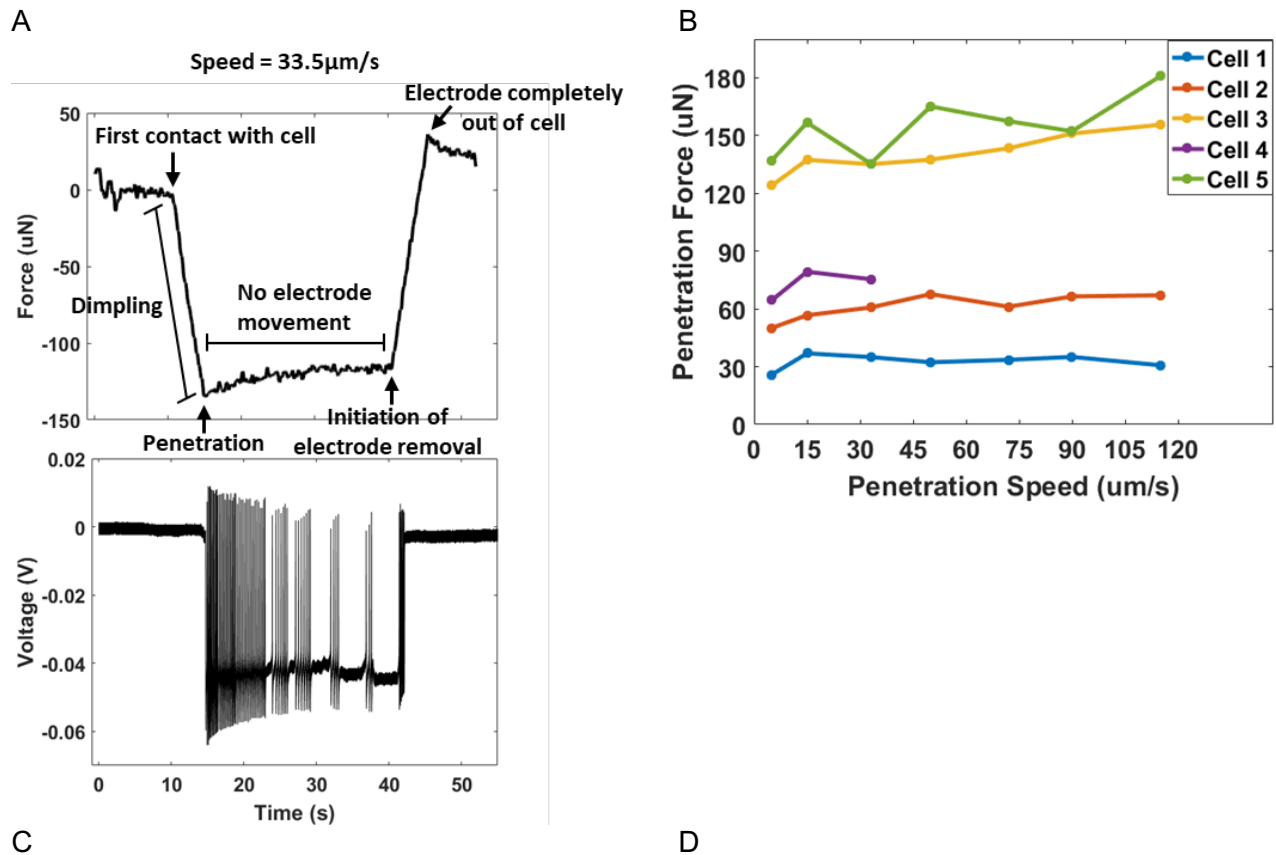 A
Speed = 33.5µm/s
50
0
-50
-100
-150
Force (uN)
First contact with cell
Electrode completely
out of cell
Dimpling
No electrode
movement
Penetration
Initiation of
electrode removal
0.02
0
-0.02
-0.04
-0.06
Voltage (V)
0 10 20 30 40 50
Time (s)
B
180
150
120
90
60
30
0
Penetration Force (uN)
Cell 1
Cell 2
Cell 3
Cell 4
Cell 5
0 15 30 45 60 75 90 105 120
Penetration Speed (um/s)
C
D